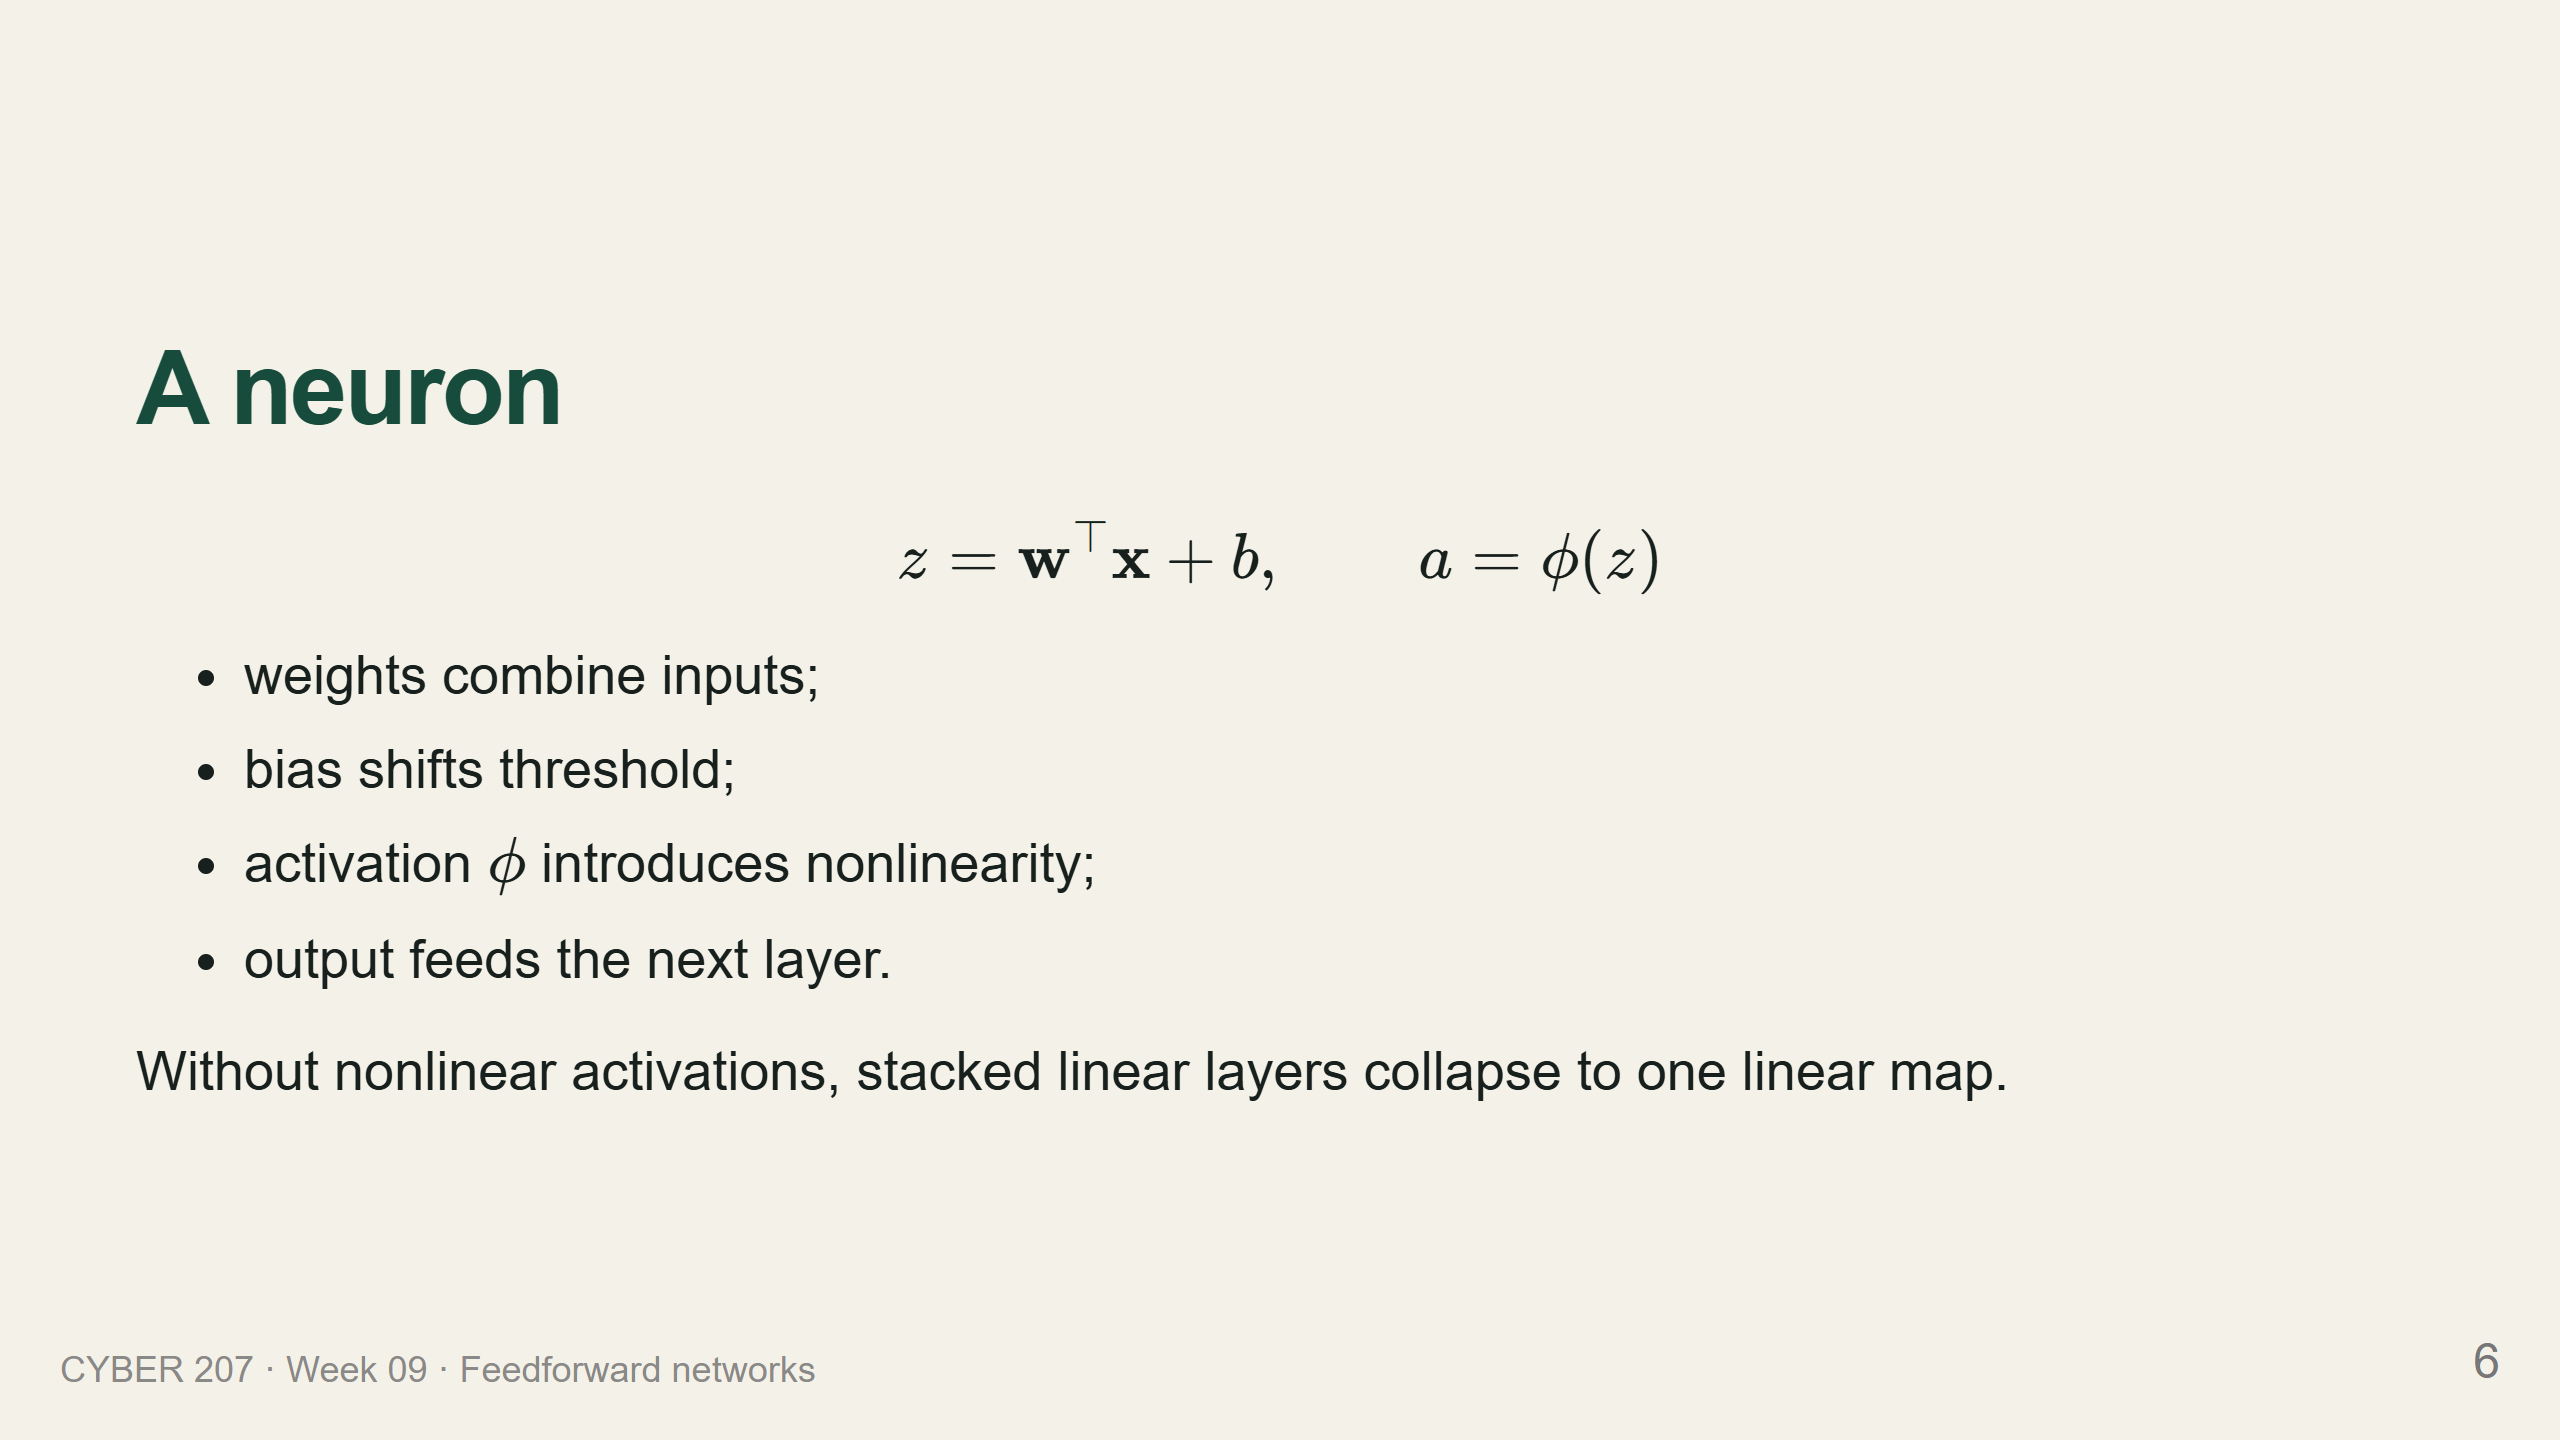 A neuron
z = w⊤x + b, a = ϕ(z)
• weights combine inputs;
• bias shifts threshold;
• activation ϕ introduces nonlinearity;
• output feeds the next layer.
Without nonlinear activations, stacked linear layers collapse to one linear map.
CYBER 207 · Week 09 · Feedforward networks
6